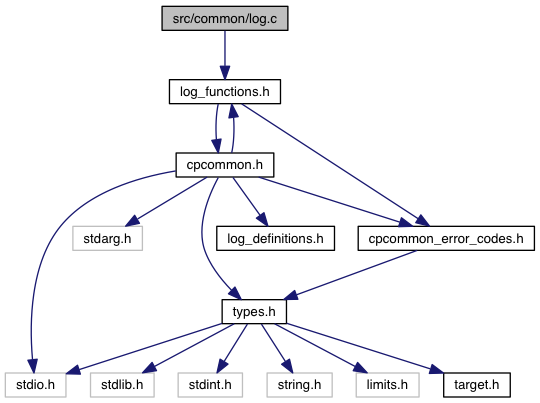 src/common/log.c
log_functions.h
cpcommon.h
stdarg.h
log_definitions.h
cpcommon_error_codes.h
types.h
stdio.h
stdlib.h
stdint.h
string.h
limits.h
target.h